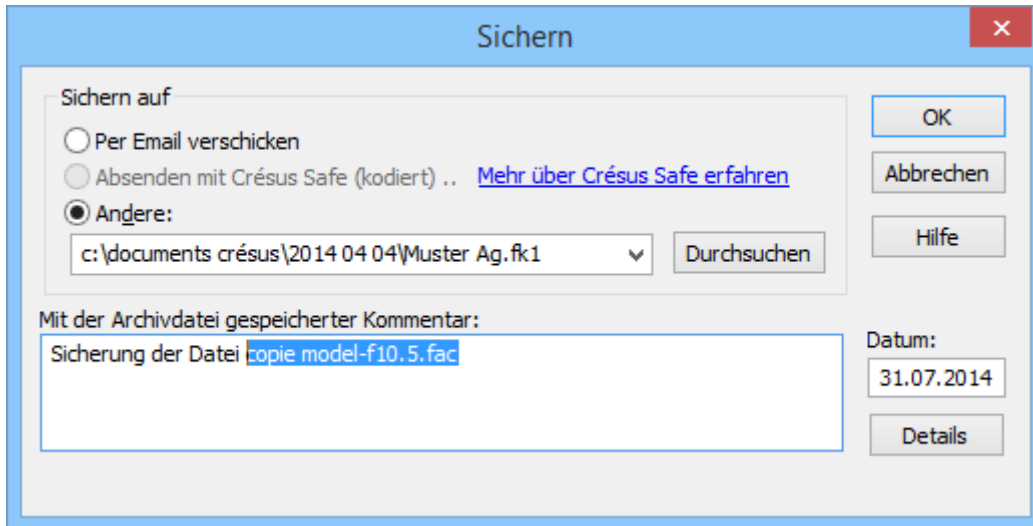 Sichern
Sichern auf
Per Email verschicken
Absenden mit Crésus Safe (kodiert) .. Mehr über Crésus Safe erfahren
Andere:
c:\documents crésus\2014 04 04\Muster Ag.fk1
Durchsuchen
OK
Abbrechen
Hilfe
Mit der Archivdatei gespeicherter Kommentar:
Sicherung der Datei copie model-f10.5.fac
Datum:
31.07.2014
Details